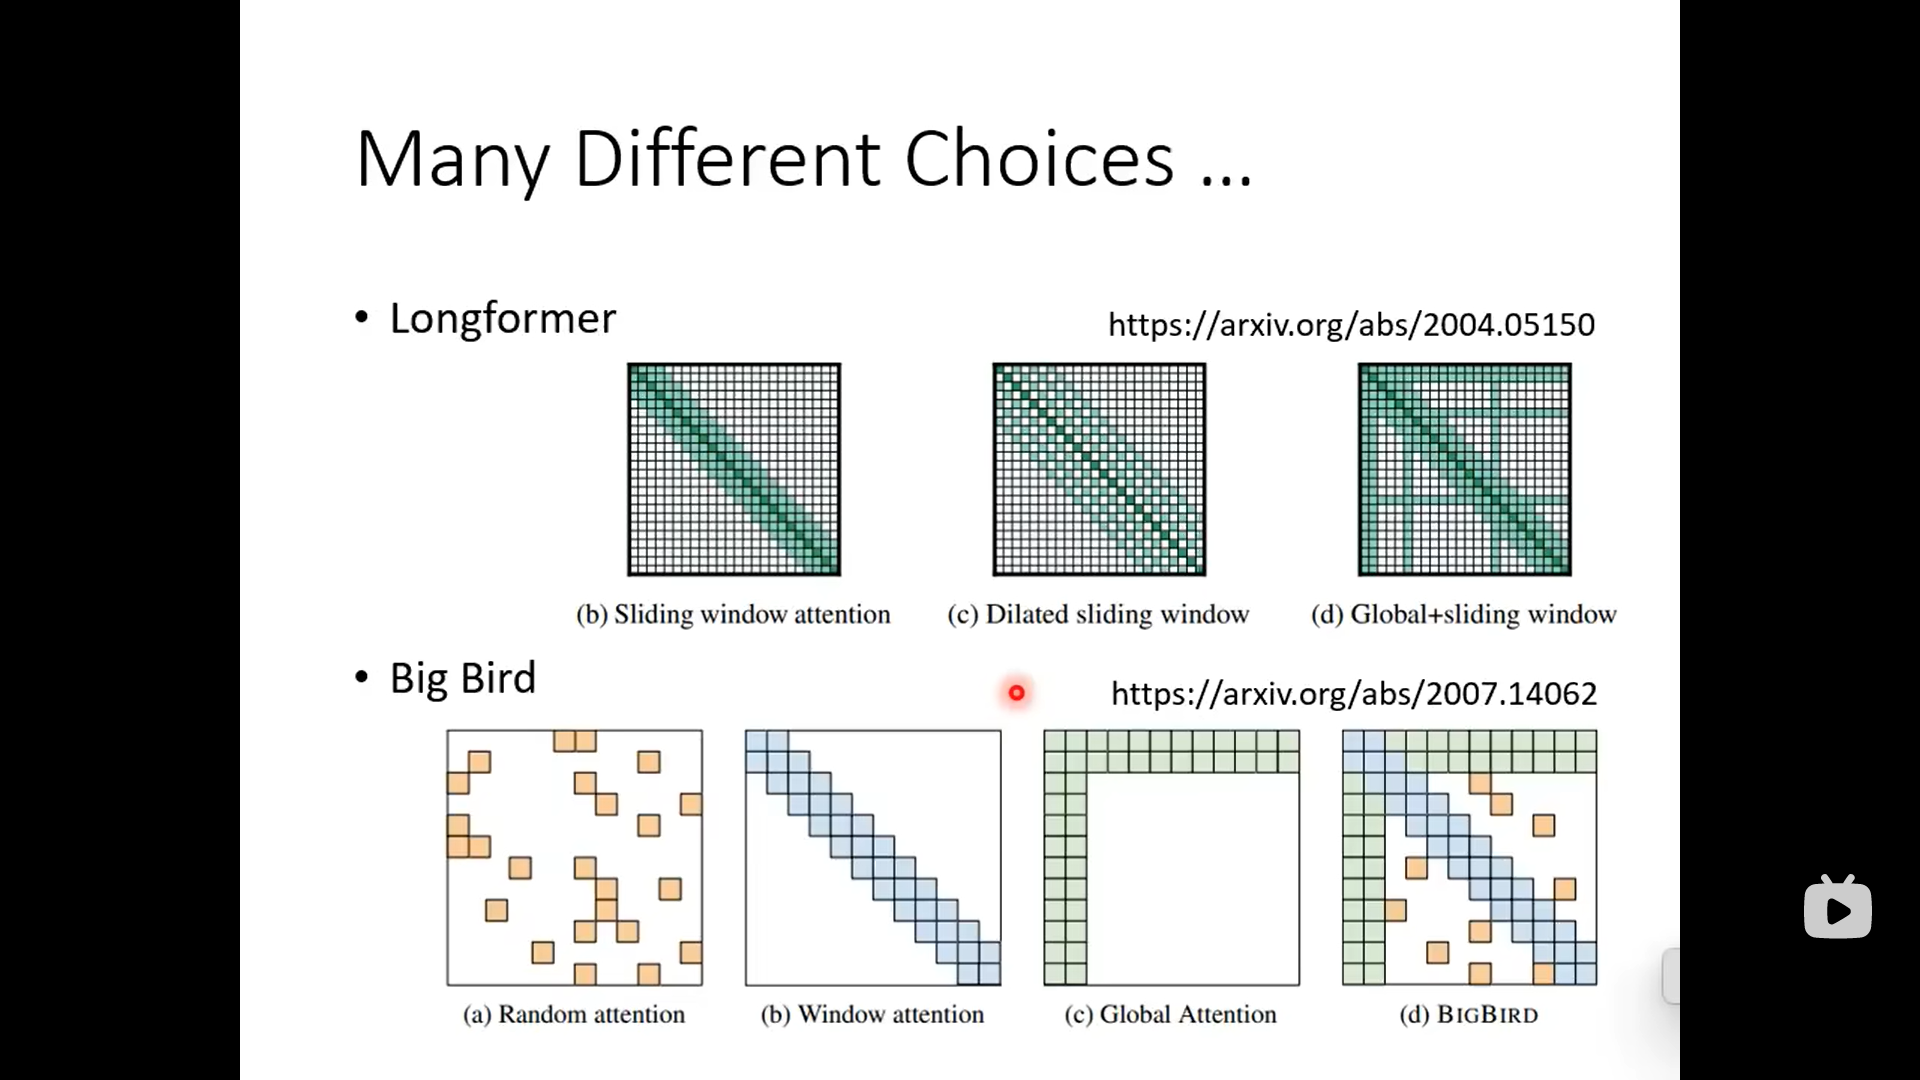 Many Different Choices ...
• Longformer
https://arxiv.org/abs/2004.05150
(b) Sliding window attention
(c) Dilated sliding window
(d) Global+sliding window
• Big Bird
https://arxiv.org/abs/2007.14062
(a) Random attention
(b) Window attention
(c) Global Attention
(d) BIGBIRD